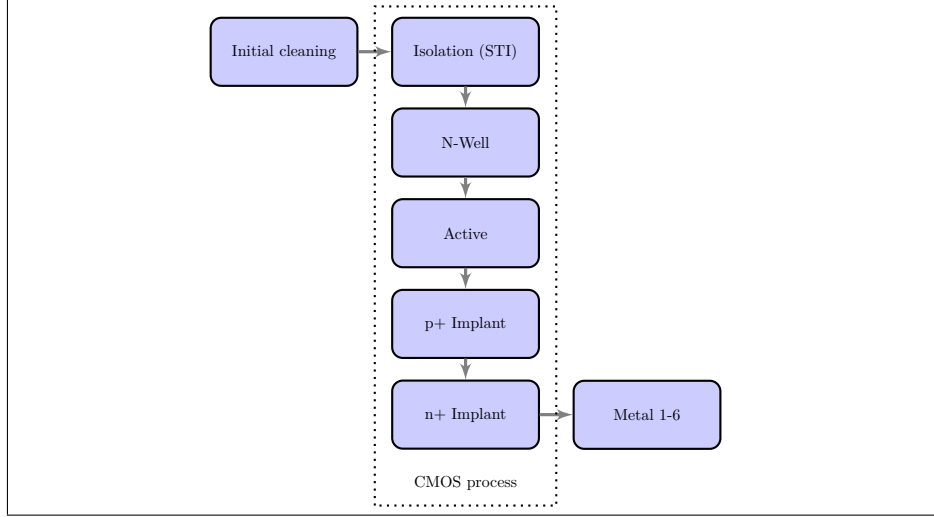 Initial cleaning
Isolation (STI)
N-Well
Active
p+ Implant
n+ Implant
Metal 1-6
CMOS process